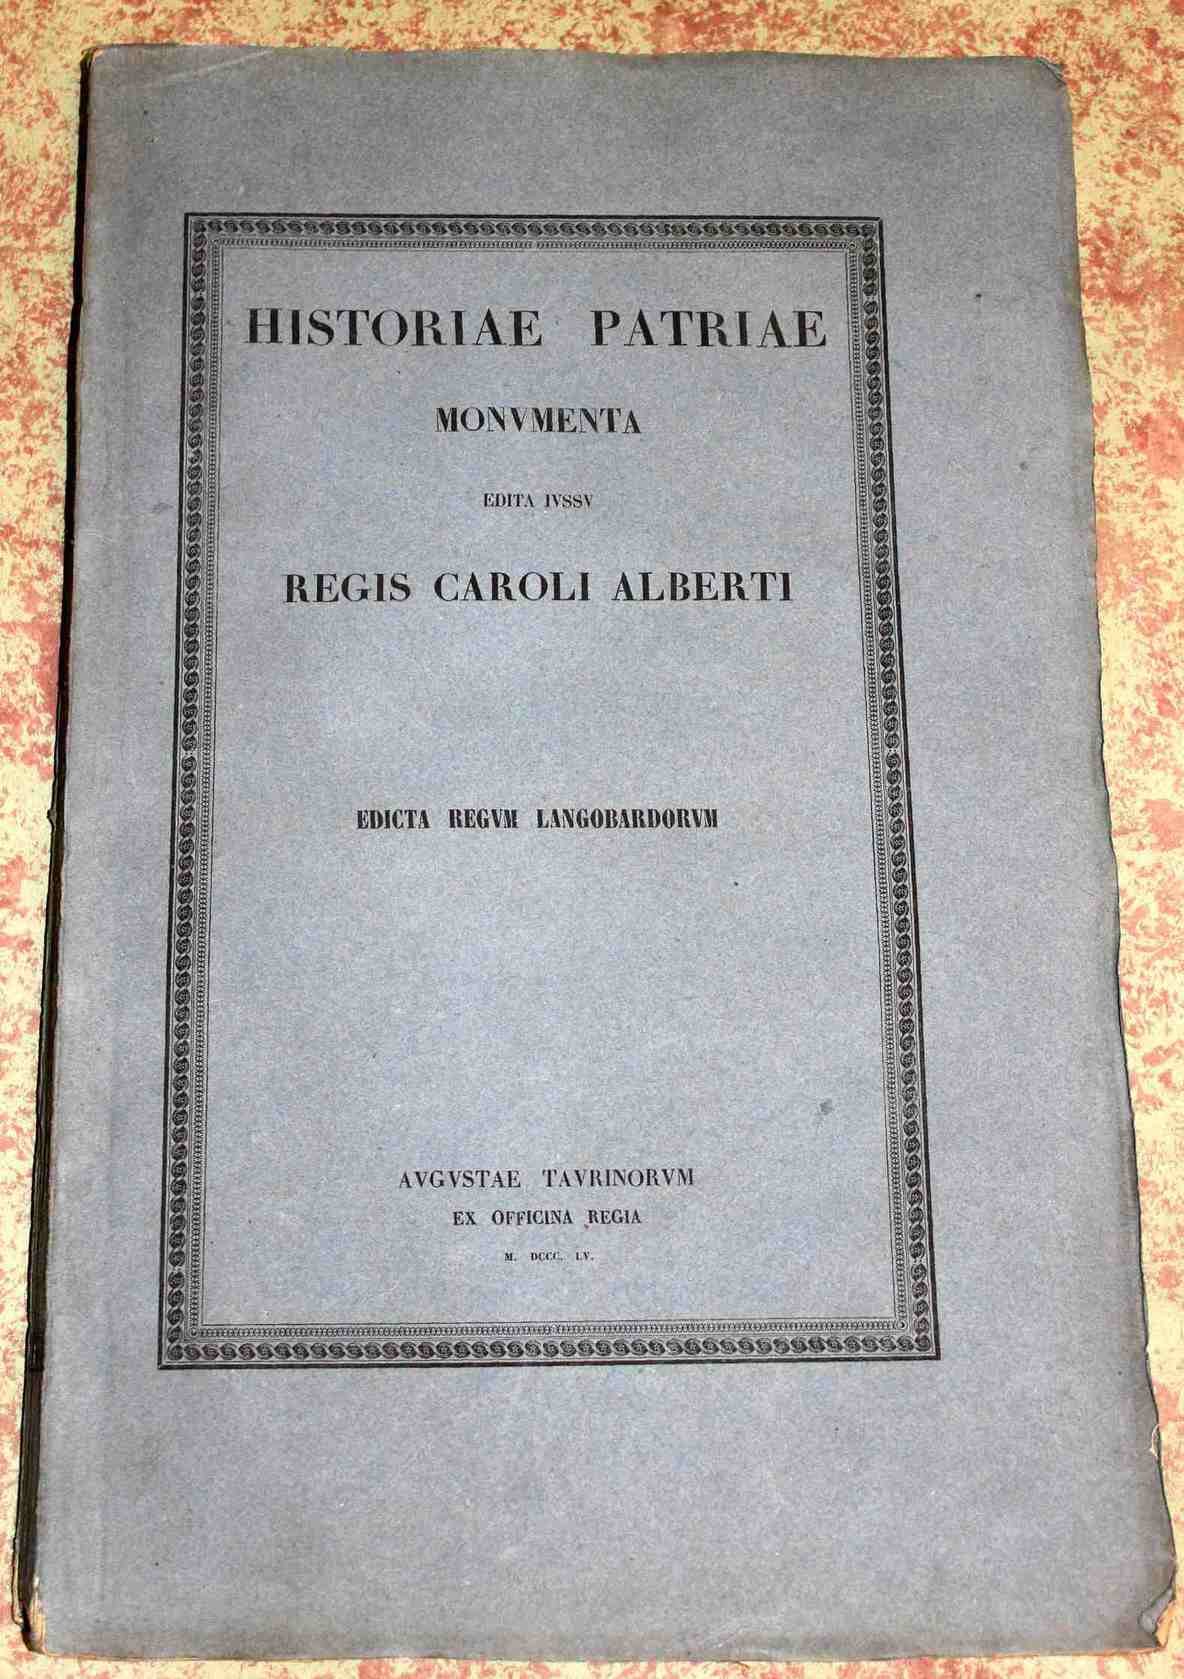 HISTORIAE PATRIAE
MONVMENTA
EDITA IVSSV
REGIS CAROLI ALBERTI
EDICTA REGVM LANGOBARDORVM
AVGVSTAE TAVRINORVM
EX OFFICINA REGIA
M. DCCC. LV.